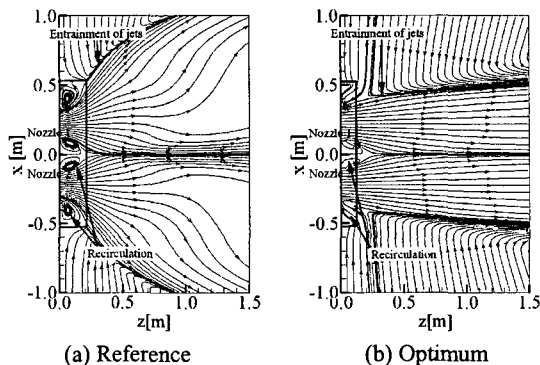 1.0
Entrainment of jets
0.5
Nozzle
x [m]
0.0
Nozzle
-0.5
Recirculation
-1.0
0.0 0.5 1.0 1.5
z[m]
(a) Reference
1.0
Entrainment of jets
0.5
Nozzle
x [m]
0.0
Nozzle
-0.5
Recirculation
-1.0
0.0 0.5 1.0 1.5
z[m]
(b) Optimum